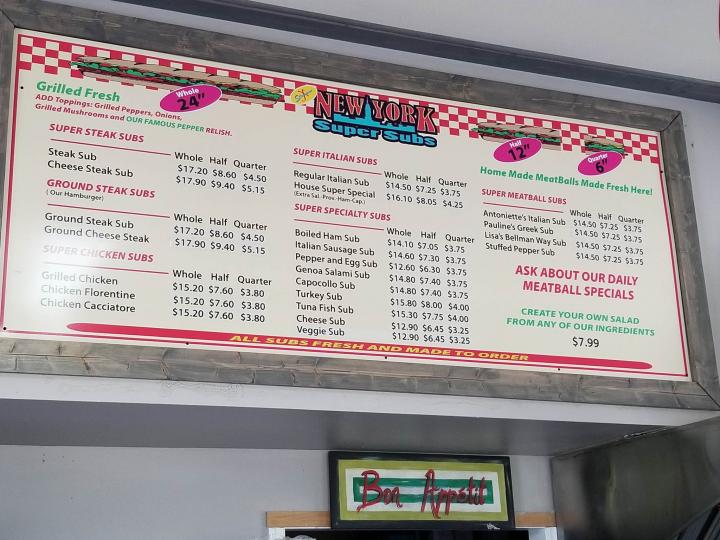 Grilled Fresh
ADD Toppings: Grilled Peppers, Onions,
Grilled Mushrooms and OUR FAMOUS PEPPER RELISH.
Whole
24"
NEW YORK
Super Subs
Half
12"
Quarter
6"
SUPER STEAK SUBS
Whole Half Quarter
Steak Sub $17.20 $8.60 $4.50
Cheese Steak Sub $17.90 $9.40 $5.15
GROUND STEAK SUBS
( Our Hamburger)
Whole Half Quarter
Ground Steak Sub $17.20 $8.60 $4.50
Ground Cheese Steak $17.90 $9.40 $5.15
SUPER CHICKEN SUBS
Whole Half Quarter
Grilled Chicken $15.20 $7.60 $3.80
Chicken Florentine $15.20 $7.60 $3.80
Chicken Cacciatore $15.20 $7.60 $3.80
SUPER ITALIAN SUBS
Whole Half Quarter
Regular Italian Sub $14.50 $7.25 $3.75
House Super Special $16.10 $8.05 $4.25
(Extra Sal.-Prov.-Ham-Cap.)
SUPER SPECIALTY SUBS
Whole Half Quarter
Boiled Ham Sub $14.10 $7.05 $3.75
Italian Sausage Sub $14.60 $7.30 $3.75
Pepper and Egg Sub $12.60 $6.30 $3.75
Genoa Salami Sub $14.80 $7.40 $3.75
Capocollo Sub $14.80 $7.40 $3.75
Turkey Sub $15.80 $8.00 $4.00
Tuna Fish Sub $15.30 $7.75 $4.00
Cheese Sub $12.90 $6.45 $3.25
Veggie Sub $12.90 $6.45 $3.25
Home Made MeatBalls Made Fresh Here!
SUPER MEATBALL SUBS
Whole Half Quarter
Antoniette's Italian Sub $14.50 $7.25 $3.75
Pauline's Greek Sub $14.50 $7.25 $3.75
Lisa's Bellman Way Sub $14.50 $7.25 $3.75
Stuffed Pepper Sub $14.50 $7.25 $3.75
ASK ABOUT OUR DAILY
MEATBALL SPECIALS
CREATE YOUR OWN SALAD
FROM ANY OF OUR INGREDIENTS
$7.99
ALL SUBS FRESH AND MADE TO ORDER
Bon Appétit